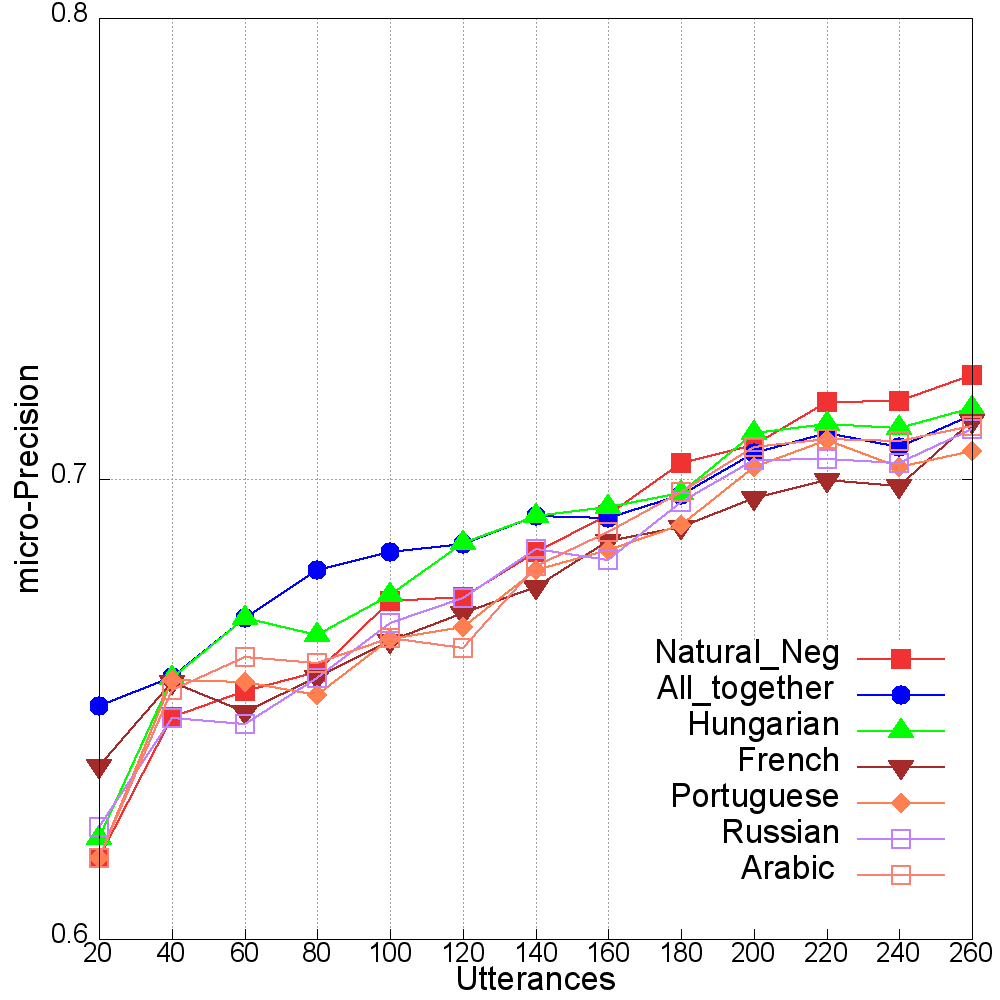 0.8
0.7
0.6
micro-Precision
Natural_Neg
All_together
Hungarian
French
Portuguese
Russian
Arabic
20 40 60 80 100 120 140 160 180 200 220 240 260
Utterances